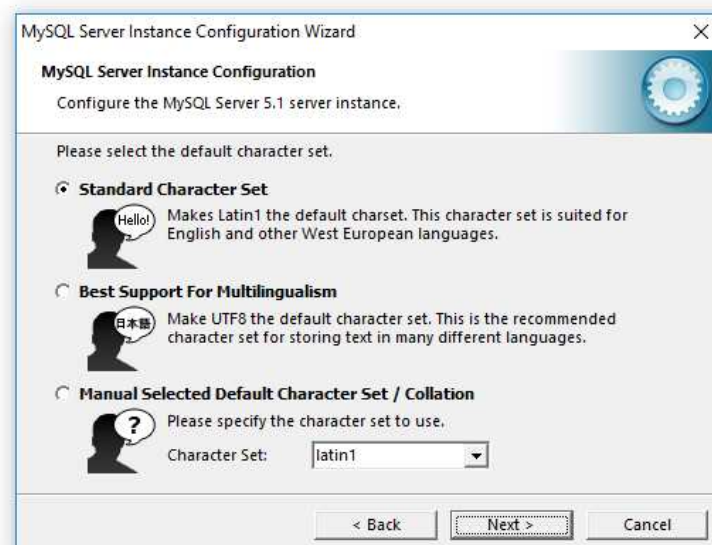 MySQL Server Instance Configuration Wizard
MySQL Server Instance Configuration
Configure the MySQL Server 5.1 server instance.
Please select the default character set.
Standard Character Set
Hello!
Makes Latin1 the default charset. This character set is suited for
English and other West European languages.
Best Support For Multilingualism
日本語
Make UTF8 the default character set. This is the recommended
character set for storing text in many different languages.
Manual Selected Default Character Set / Collation
?
Please specify the character set to use.
Character Set: latin1
< Back Next > Cancel